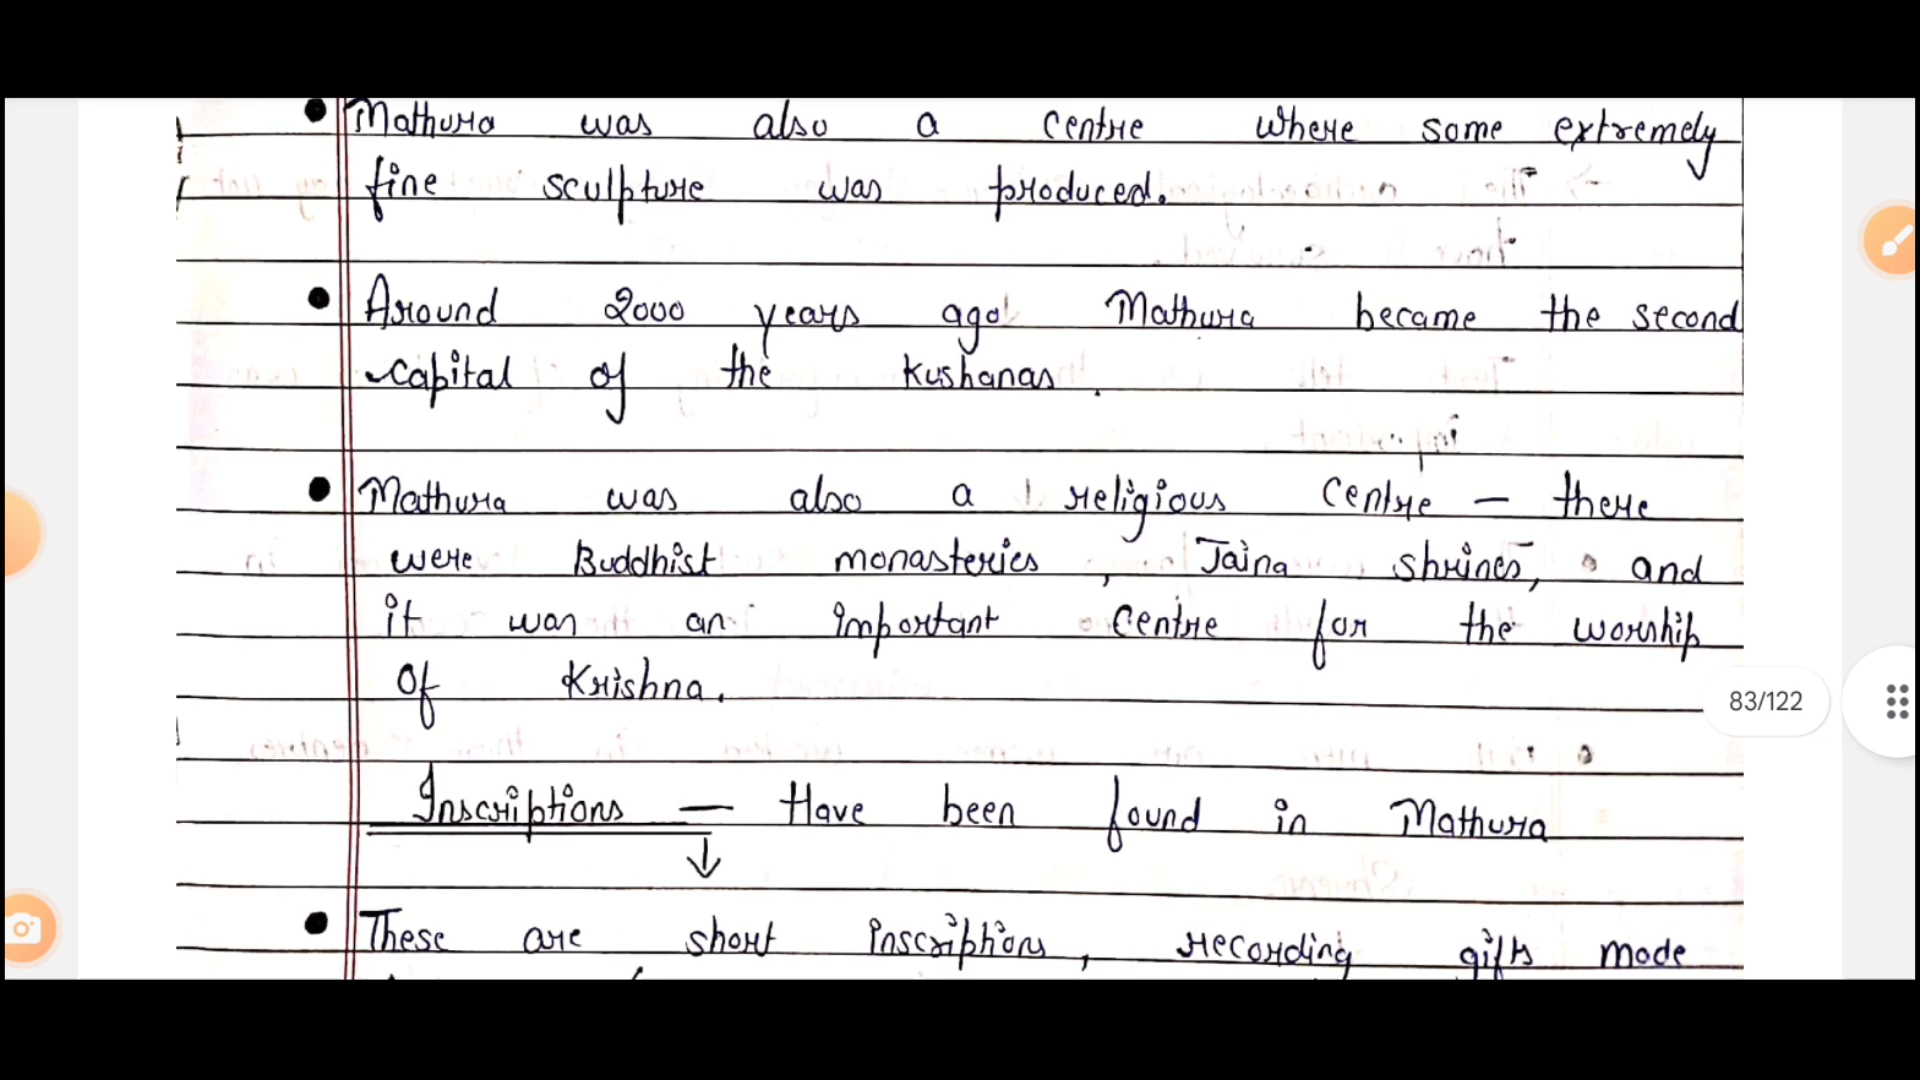 • Mathura was also a centre where some extremely
fine sculpture was produced.
• Around 2000 years ago Mathura became the second
capital of the Kushanas.
• Mathura was also a religious Centre — there
were Buddhist monasteries, Jaina shrines, and
it was an important Centre for the worship
of Krishna.
83/122
Inscriptions — Have been found in Mathura
↓
• These are short inscriptions, recording gifts made